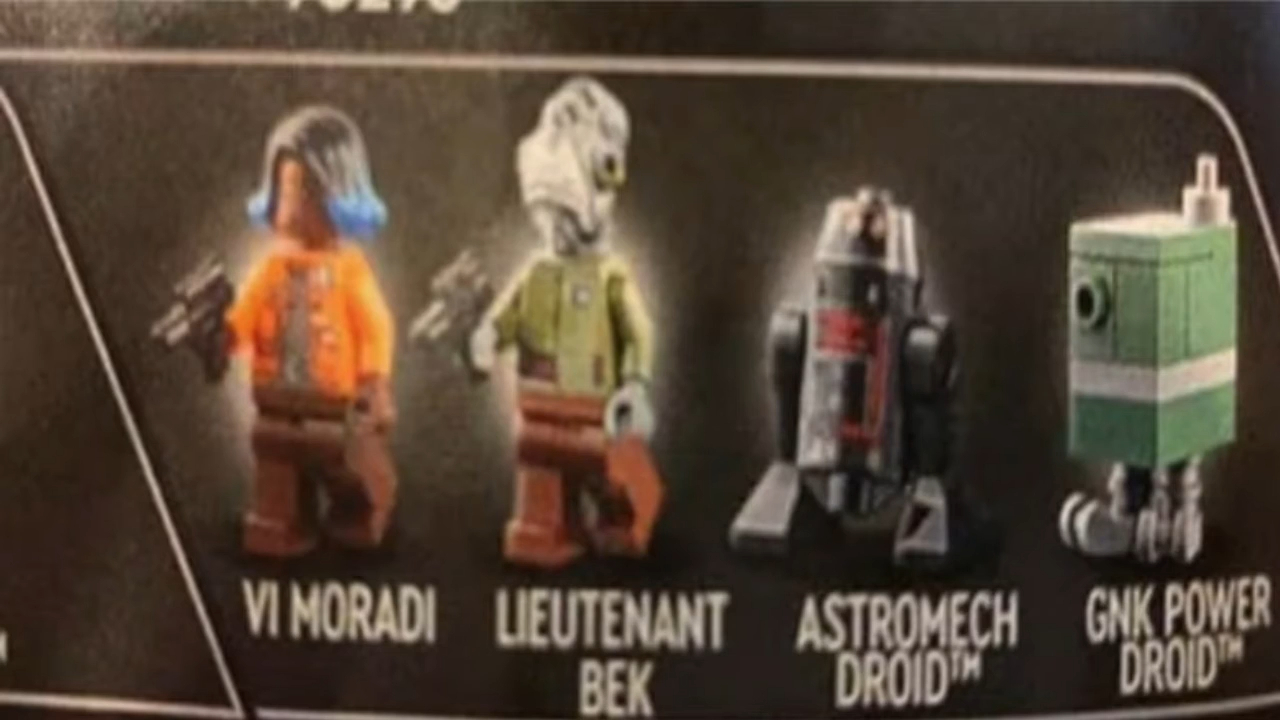 VI MORADI
LIEUTENANT
BEK
ASTROMECH
DROID™
GNK POWER
DROID™